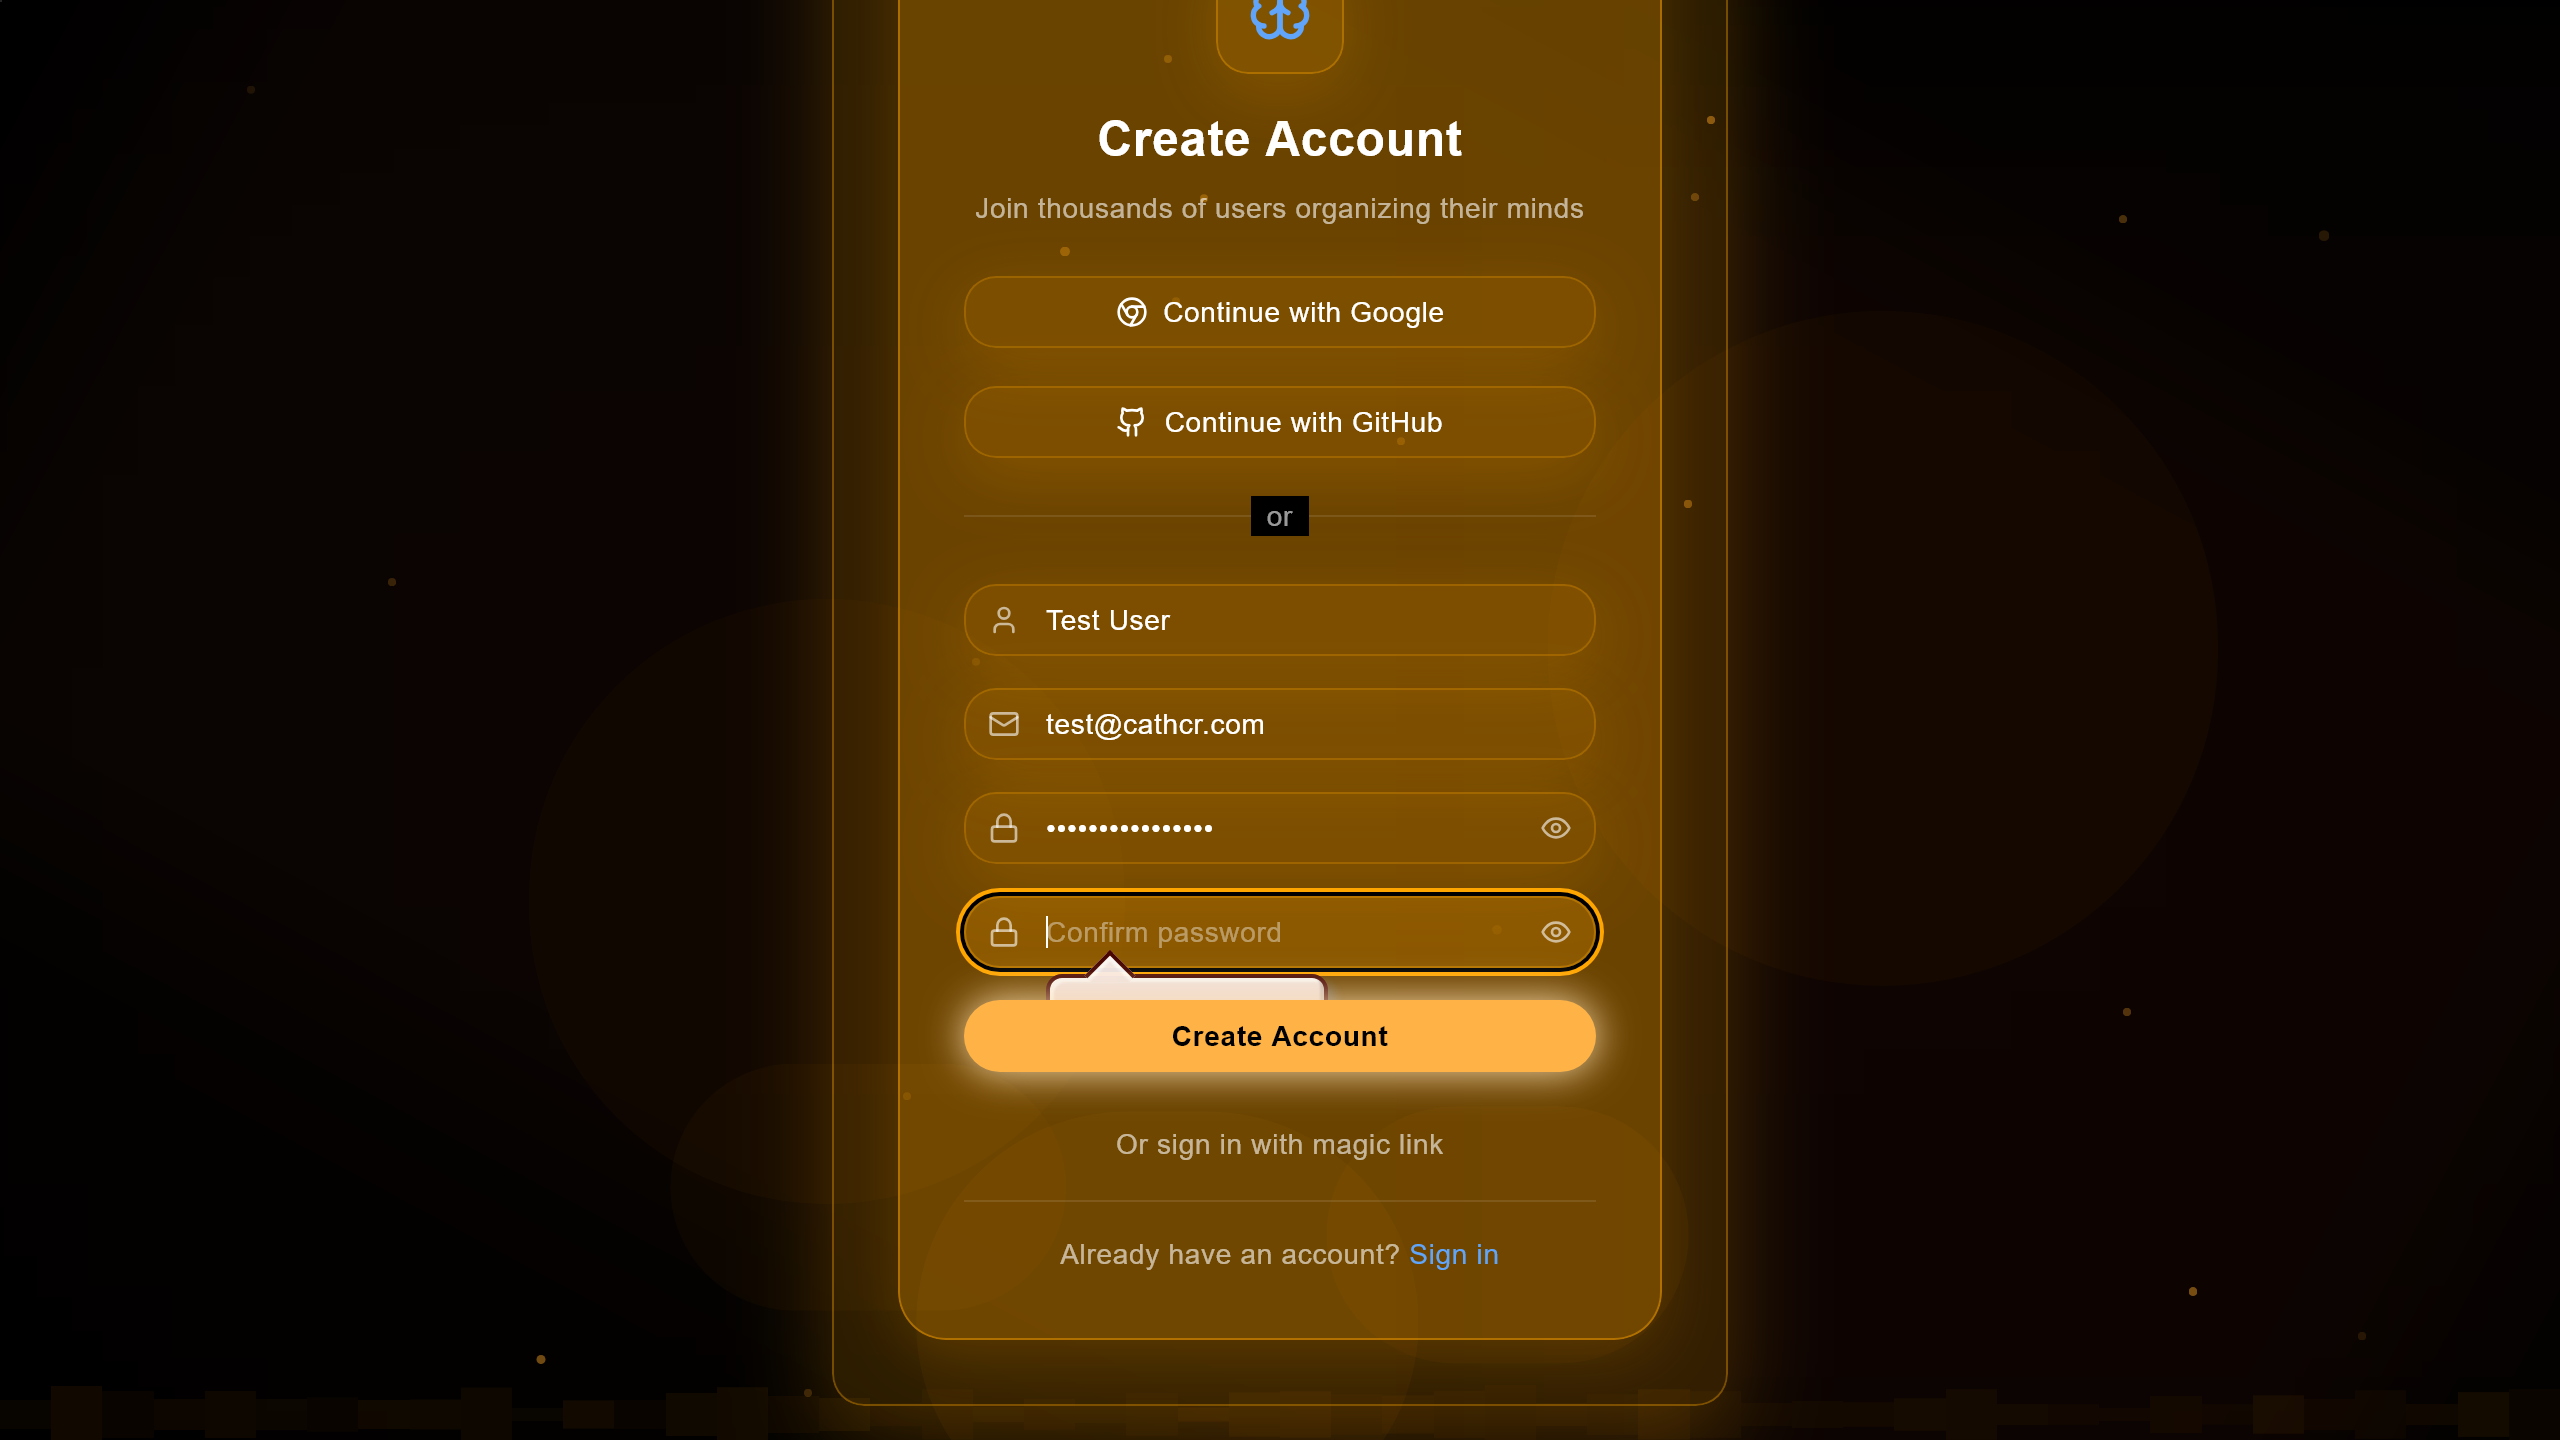 Create Account
Join thousands of users organizing their minds
Continue with Google
Continue with GitHub
or
Test User
test@cathcr.com
••••••••••••••••
Confirm password
Create Account
Or sign in with magic link
Already have an account? Sign in